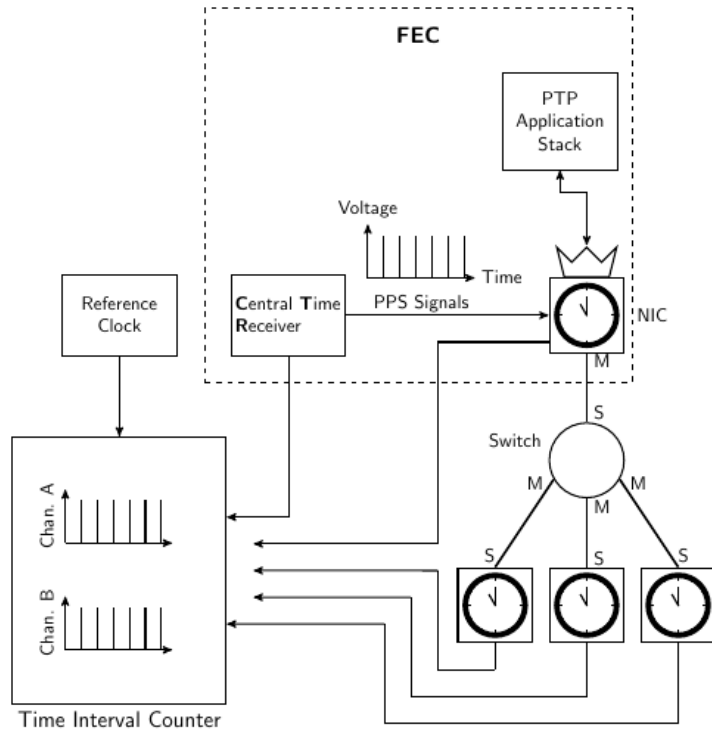 FEC
PTP
Application
Stack
Voltage
Time
PPS Signals
Reference
Clock
Central Time
Receiver
NIC
M
S
Switch
M
M
M
S
S
S
Chan. A
Chan. B
Time Interval Counter